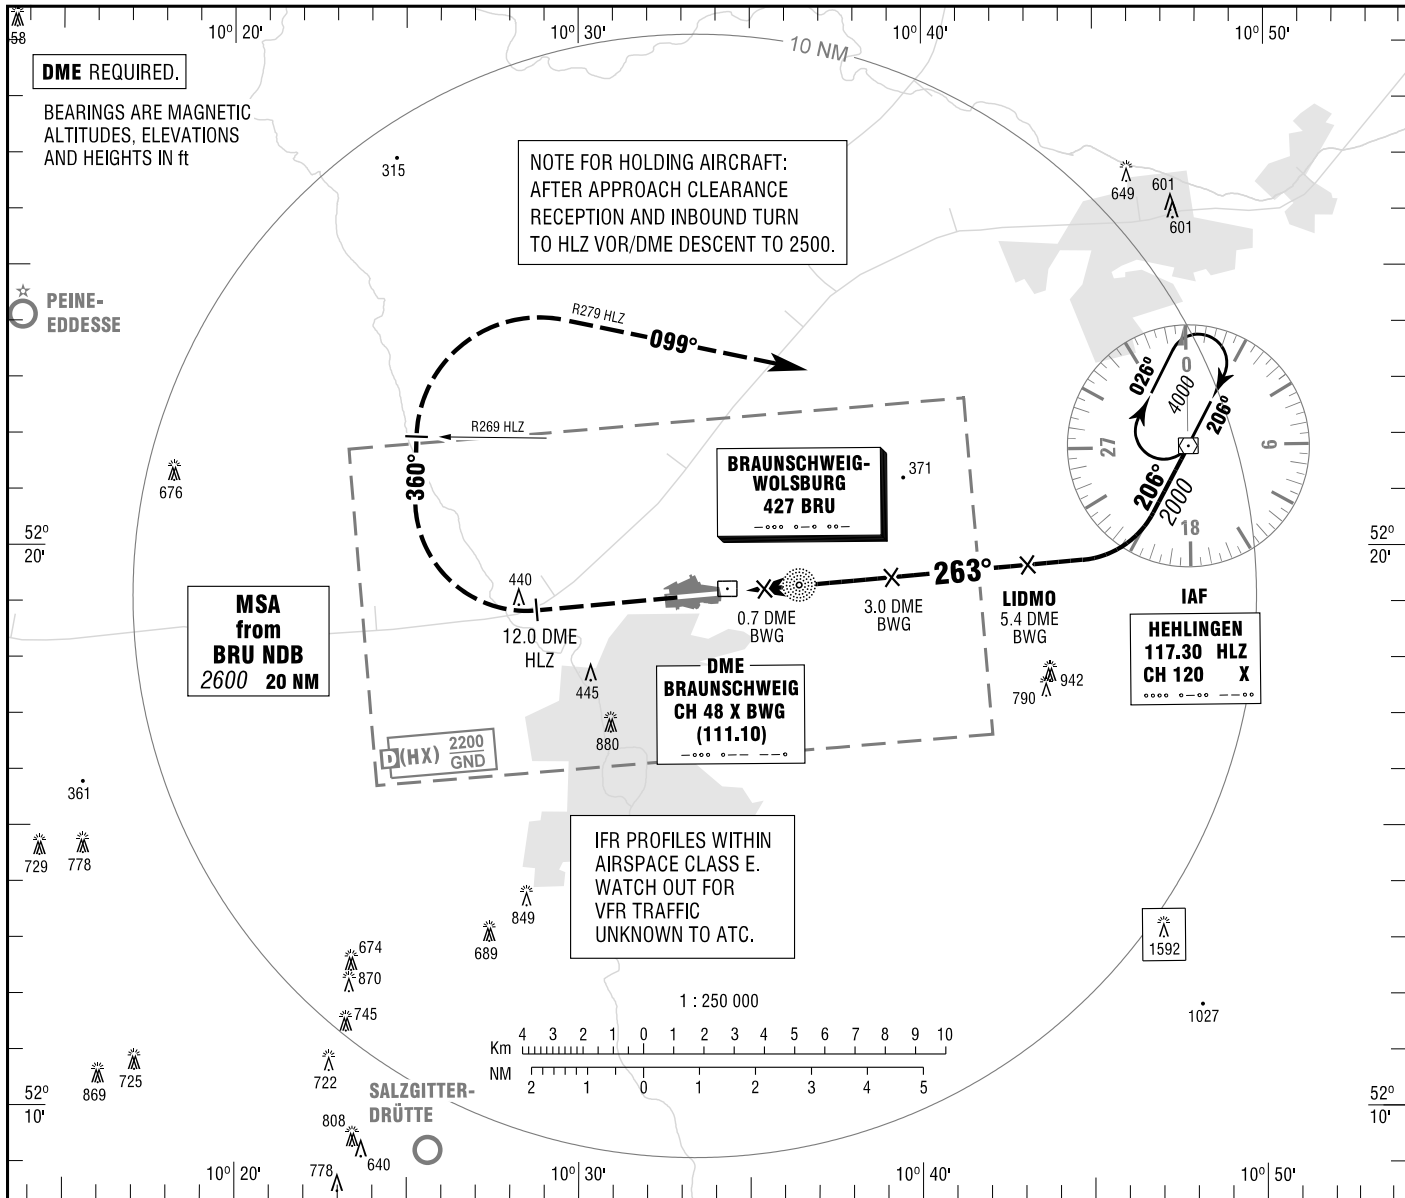 58
10° 20'
10° 30'
10° 40'
10° 50'
10 NM
DME REQUIRED.
BEARINGS ARE MAGNETIC
ALTITUDES, ELEVATIONS
AND HEIGHTS IN ft
315
NOTE FOR HOLDING AIRCRAFT:
AFTER APPROACH CLEARANCE
RECEPTION AND INBOUND TURN
TO HLZ VOR/DME DESCENT TO 2500.
649
601
601
PEINE-
EDDESSE
R279 HLZ
099°
0
026°
4000
206°
27
9
18
206°
2000
R269 HLZ
360°
676
BRAUNSCHWEIG-
WOLSBURG
427 BRU
371
52°
20'
52°
20'
263°
440
12.0 DME
HLZ
0.7 DME
BWG
3.0 DME
BWG
LIDMO
5.4 DME
BWG
IAF
HEHLINGEN
117.30 HLZ
CH 120 X
MSA
from
BRU NDB
2600 20 NM
445
DME
BRAUNSCHWEIG
CH 48 X BWG
(111.10)
942
790
880
D(HX) 2200
GND
361
729
778
IFR PROFILES WITHIN
AIRSPACE CLASS E.
WATCH OUT FOR
VFR TRAFFIC
UNKNOWN TO ATC.
849
689
1592
674
870
745
1027
1 : 250 000
Km 4 3 2 1 0 1 2 3 4 5 6 7 8 9 10
NM 2 1 0 1 2 3 4 5
725
869
722
SALZGITTER-
DRÜTTE
52°
10'
52°
10'
808
640
778
10° 20'
10° 30'
10° 40'
10° 50'